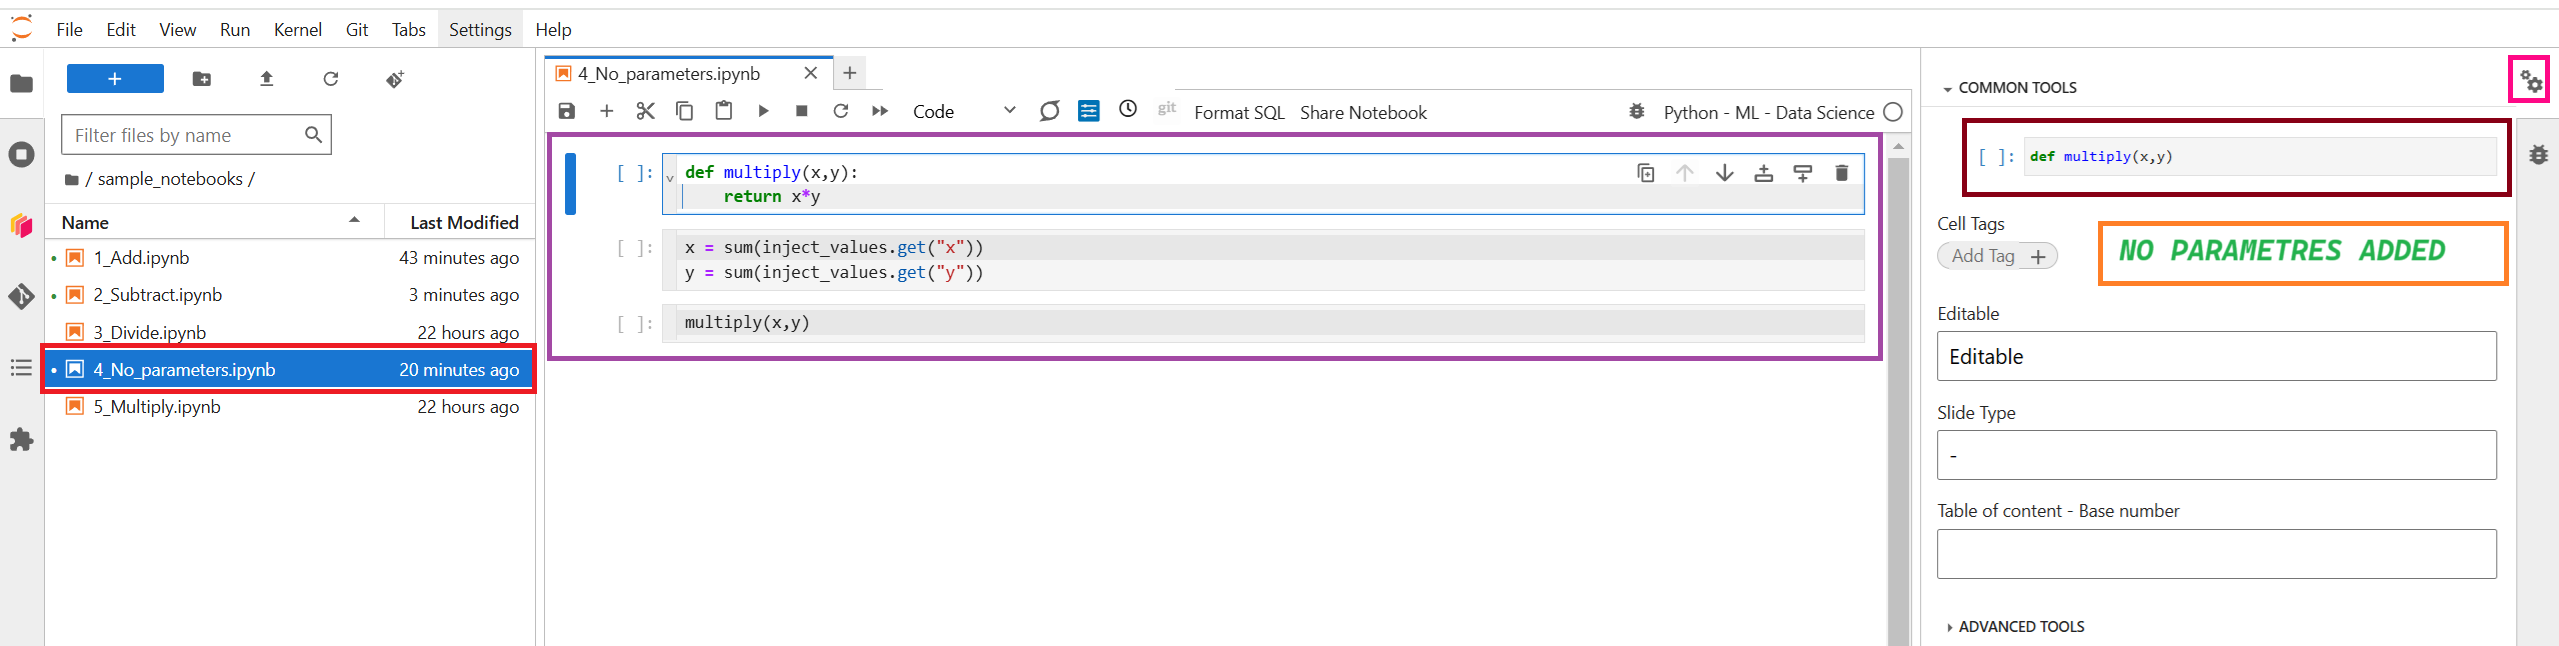 File Edit View Run Kernel Git Tabs Settings Help
+
Filter files by name
/ sample_notebooks /
Name Last Modified
1_Add.ipynb 43 minutes ago
2_Subtract.ipynb 3 minutes ago
3_Divide.ipynb 22 hours ago
4_No_parameters.ipynb 20 minutes ago
5_Multiply.ipynb 22 hours ago
4_No_parameters.ipynb
Code git Format SQL Share Notebook Python - ML - Data Science
[ ]: def multiply(x,y):
return x*y
[ ]: x = sum(inject_values.get("x"))
y = sum(inject_values.get("y"))
[ ]: multiply(x,y)
COMMON TOOLS
[ ]: def multiply(x,y)
Cell Tags
Add Tag +
NO PARAMETRES ADDED
Editable
Editable
Slide Type
-
Table of content - Base number
ADVANCED TOOLS